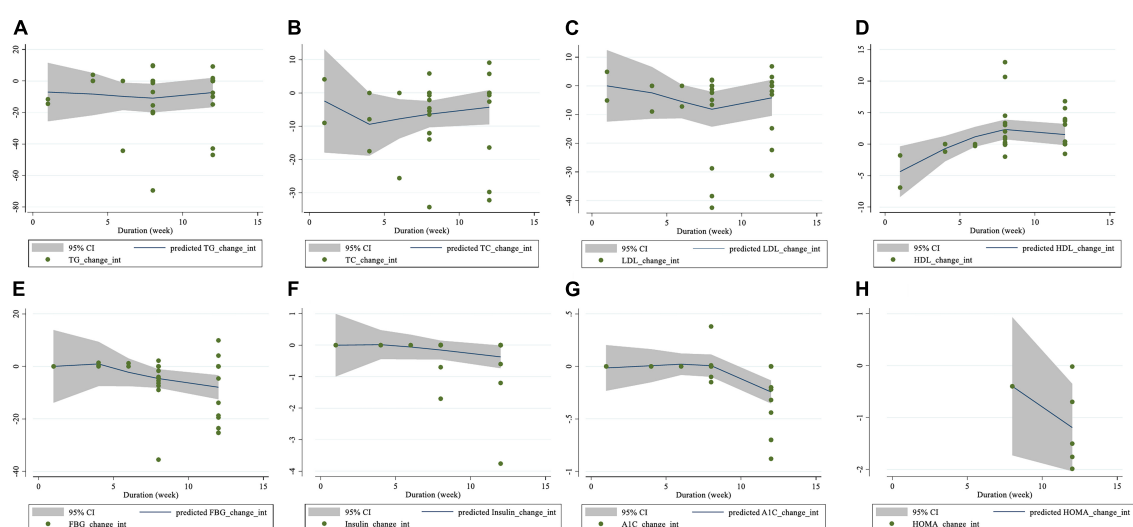 A
20
0
-20
-40
-60
-80
0 5 10 15
Duration (week)
95% CI predicted TG_change_int
TG_change_int
B
10
0
-10
-20
-30
0 5 10 15
Duration (week)
95% CI predicted TC_change_int
TC_change_int
C
10
0
-10
-20
-30
-40
0 5 10 15
Duration (week)
95% CI predicted LDL_change_int
LDL_change_int
D
15
10
5
0
-5
-10
0 5 10 15
Duration (week)
95% CI predicted HDL_change_int
HDL_change_int
E
20
0
-20
-40
0 5 10 15
Duration (week)
95% CI predicted FBG_change_int
FBG_change_int
F
1
0
-1
-2
-3
-4
0 5 10 15
Duration (week)
95% CI predicted Insulin_change_int
Insulin_change_int
G
.5
0
-.5
-1
0 5 10 15
Duration (week)
95% CI predicted A1C_change_int
A1C_change_int
H
1
0
-1
-2
0 5 10 15
Duration (week)
95% CI predicted HOMA_change_int
HOMA_change_int